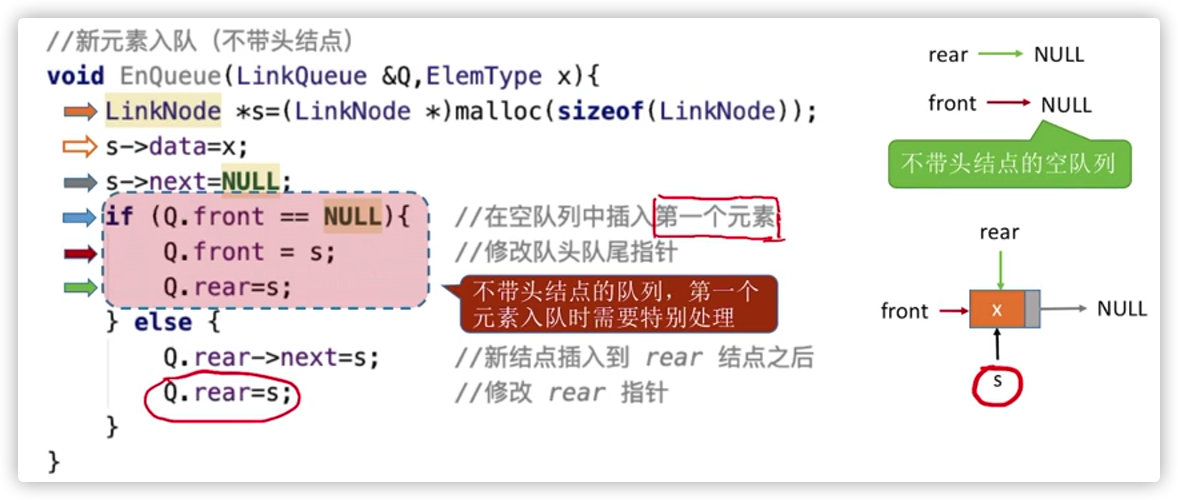 //新元素入队（不带头结点）
void EnQueue(LinkQueue &Q,ElemType x){
LinkNode *s=(LinkNode *)malloc(sizeof(LinkNode));
s->data=x;
s->next=NULL;
if (Q.front == NULL){ //在空队列中插入第一个元素
Q.front = s; //修改队头队尾指针
Q.rear=s;
} else {
Q.rear->next=s; //新结点插入到 rear 结点之后
Q.rear=s; //修改 rear 指针
}
}
不带头结点的队列，第一个
元素入队时需要特别处理
rear NULL
front NULL
不带头结点的空队列
rear
front x NULL
s